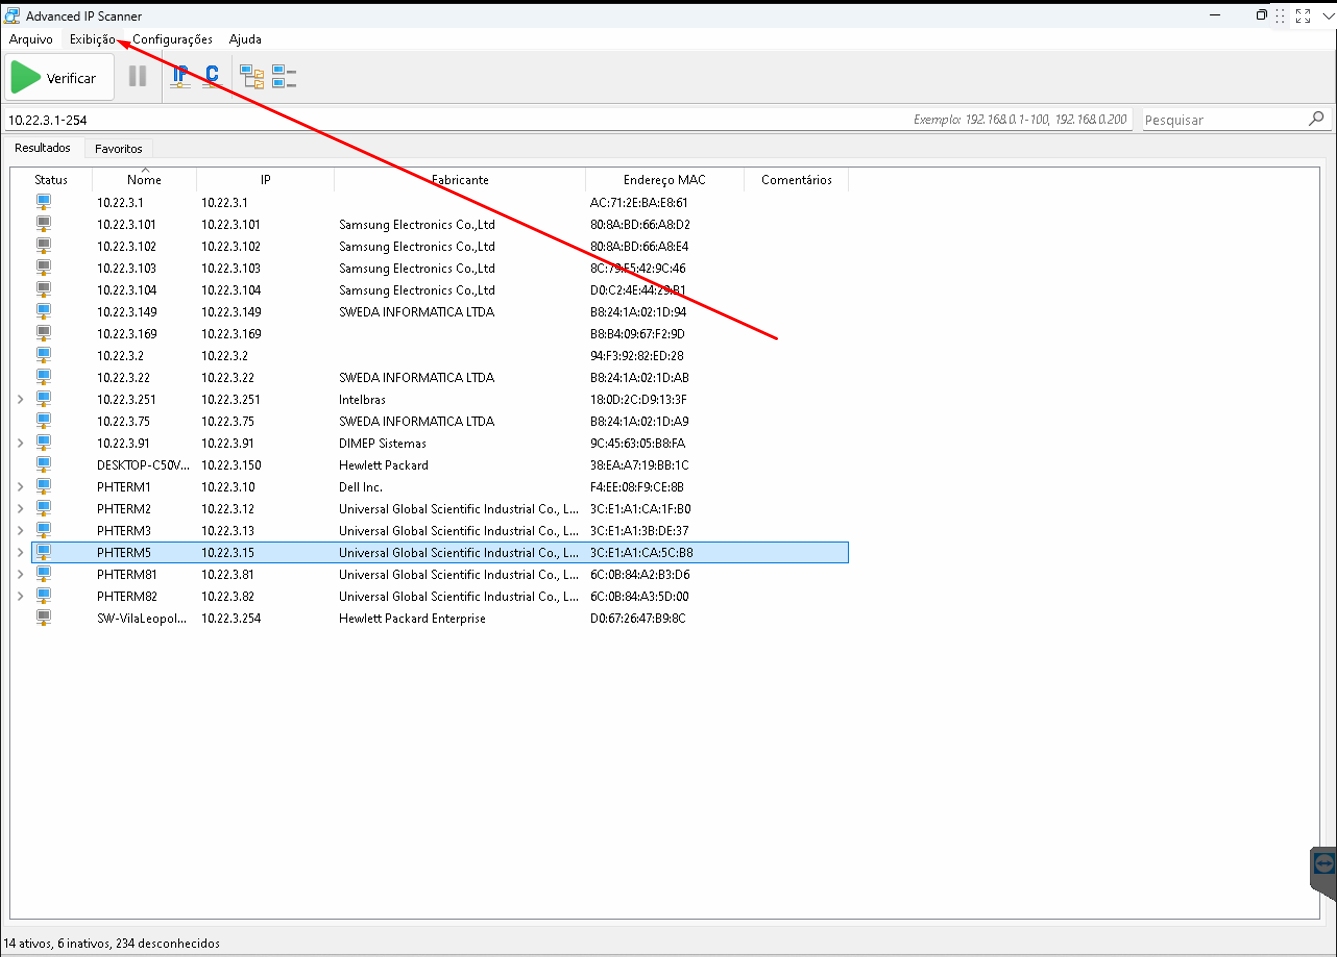 Advanced IP Scanner
Arquivo Exibição Configurações Ajuda
Verificar IP C
10.22.3.1-254 Exemplo: 192.168.0.1-100, 192.168.0.200 Pesquisar
Resultados Favoritos
Status Nome IP Fabricante Endereço MAC Comentários
10.22.3.1 10.22.3.1 AC:71:2E:BA:E8:61
10.22.3.101 10.22.3.101 Samsung Electronics Co.,Ltd 80:8A:BD:66:A8:D2
10.22.3.102 10.22.3.102 Samsung Electronics Co.,Ltd 80:8A:BD:66:A8:E4
10.22.3.103 10.22.3.103 Samsung Electronics Co.,Ltd 8C:79:F5:42:9C:46
10.22.3.104 10.22.3.104 Samsung Electronics Co.,Ltd D0:C2:4E:44:29:B1
10.22.3.149 10.22.3.149 SWEDA INFORMATICA LTDA B8:24:1A:02:1D:94
10.22.3.169 10.22.3.169 B8:B4:09:67:F2:9D
10.22.3.2 10.22.3.2 94:F3:92:82:ED:28
10.22.3.22 10.22.3.22 SWEDA INFORMATICA LTDA B8:24:1A:02:1D:AB
10.22.3.251 10.22.3.251 Intelbras 18:0D:2C:D9:13:3F
10.22.3.75 10.22.3.75 SWEDA INFORMATICA LTDA B8:24:1A:02:1D:A9
10.22.3.91 10.22.3.91 DIMEP Sistemas 9C:45:63:05:B8:FA
DESKTOP-C50V... 10.22.3.150 Hewlett Packard 38:EA:A7:19:BB:1C
PHTERM1 10.22.3.10 Dell Inc. F4:EE:08:F9:CE:8B
PHTERM2 10.22.3.12 Universal Global Scientific Industrial Co., L... 3C:E1:A1:CA:1F:B0
PHTERM3 10.22.3.13 Universal Global Scientific Industrial Co., L... 3C:E1:A1:3B:DE:37
PHTERM5 10.22.3.15 Universal Global Scientific Industrial Co., L... 3C:E1:A1:CA:5C:B8
PHTERM81 10.22.3.81 Universal Global Scientific Industrial Co., L... 6C:0B:84:A2:B3:D6
PHTERM82 10.22.3.82 Universal Global Scientific Industrial Co., L... 6C:0B:84:A3:5D:00
SW-VilaLeopol... 10.22.3.254 Hewlett Packard Enterprise D0:67:26:47:B9:8C
14 ativos, 6 inativos, 234 desconhecidos